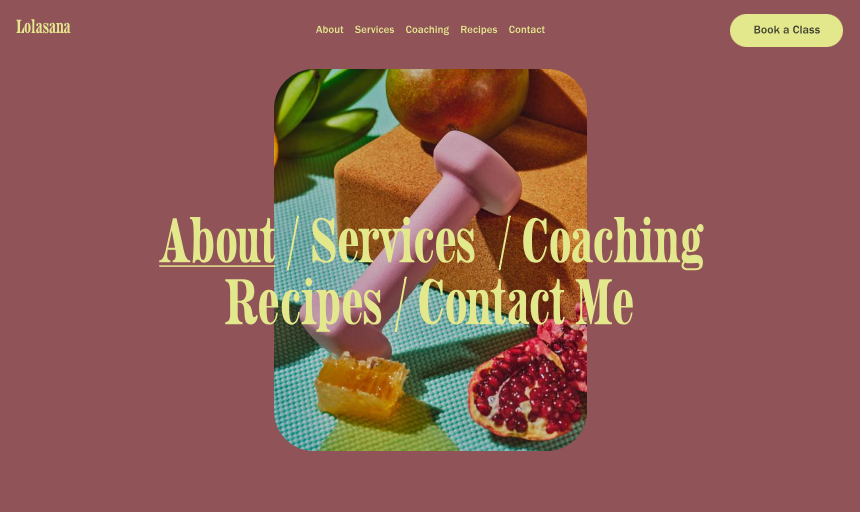 Lolasana
About Services Coaching Recipes Contact
Book a Class
About / Services / Coaching
Recipes / Contact Me